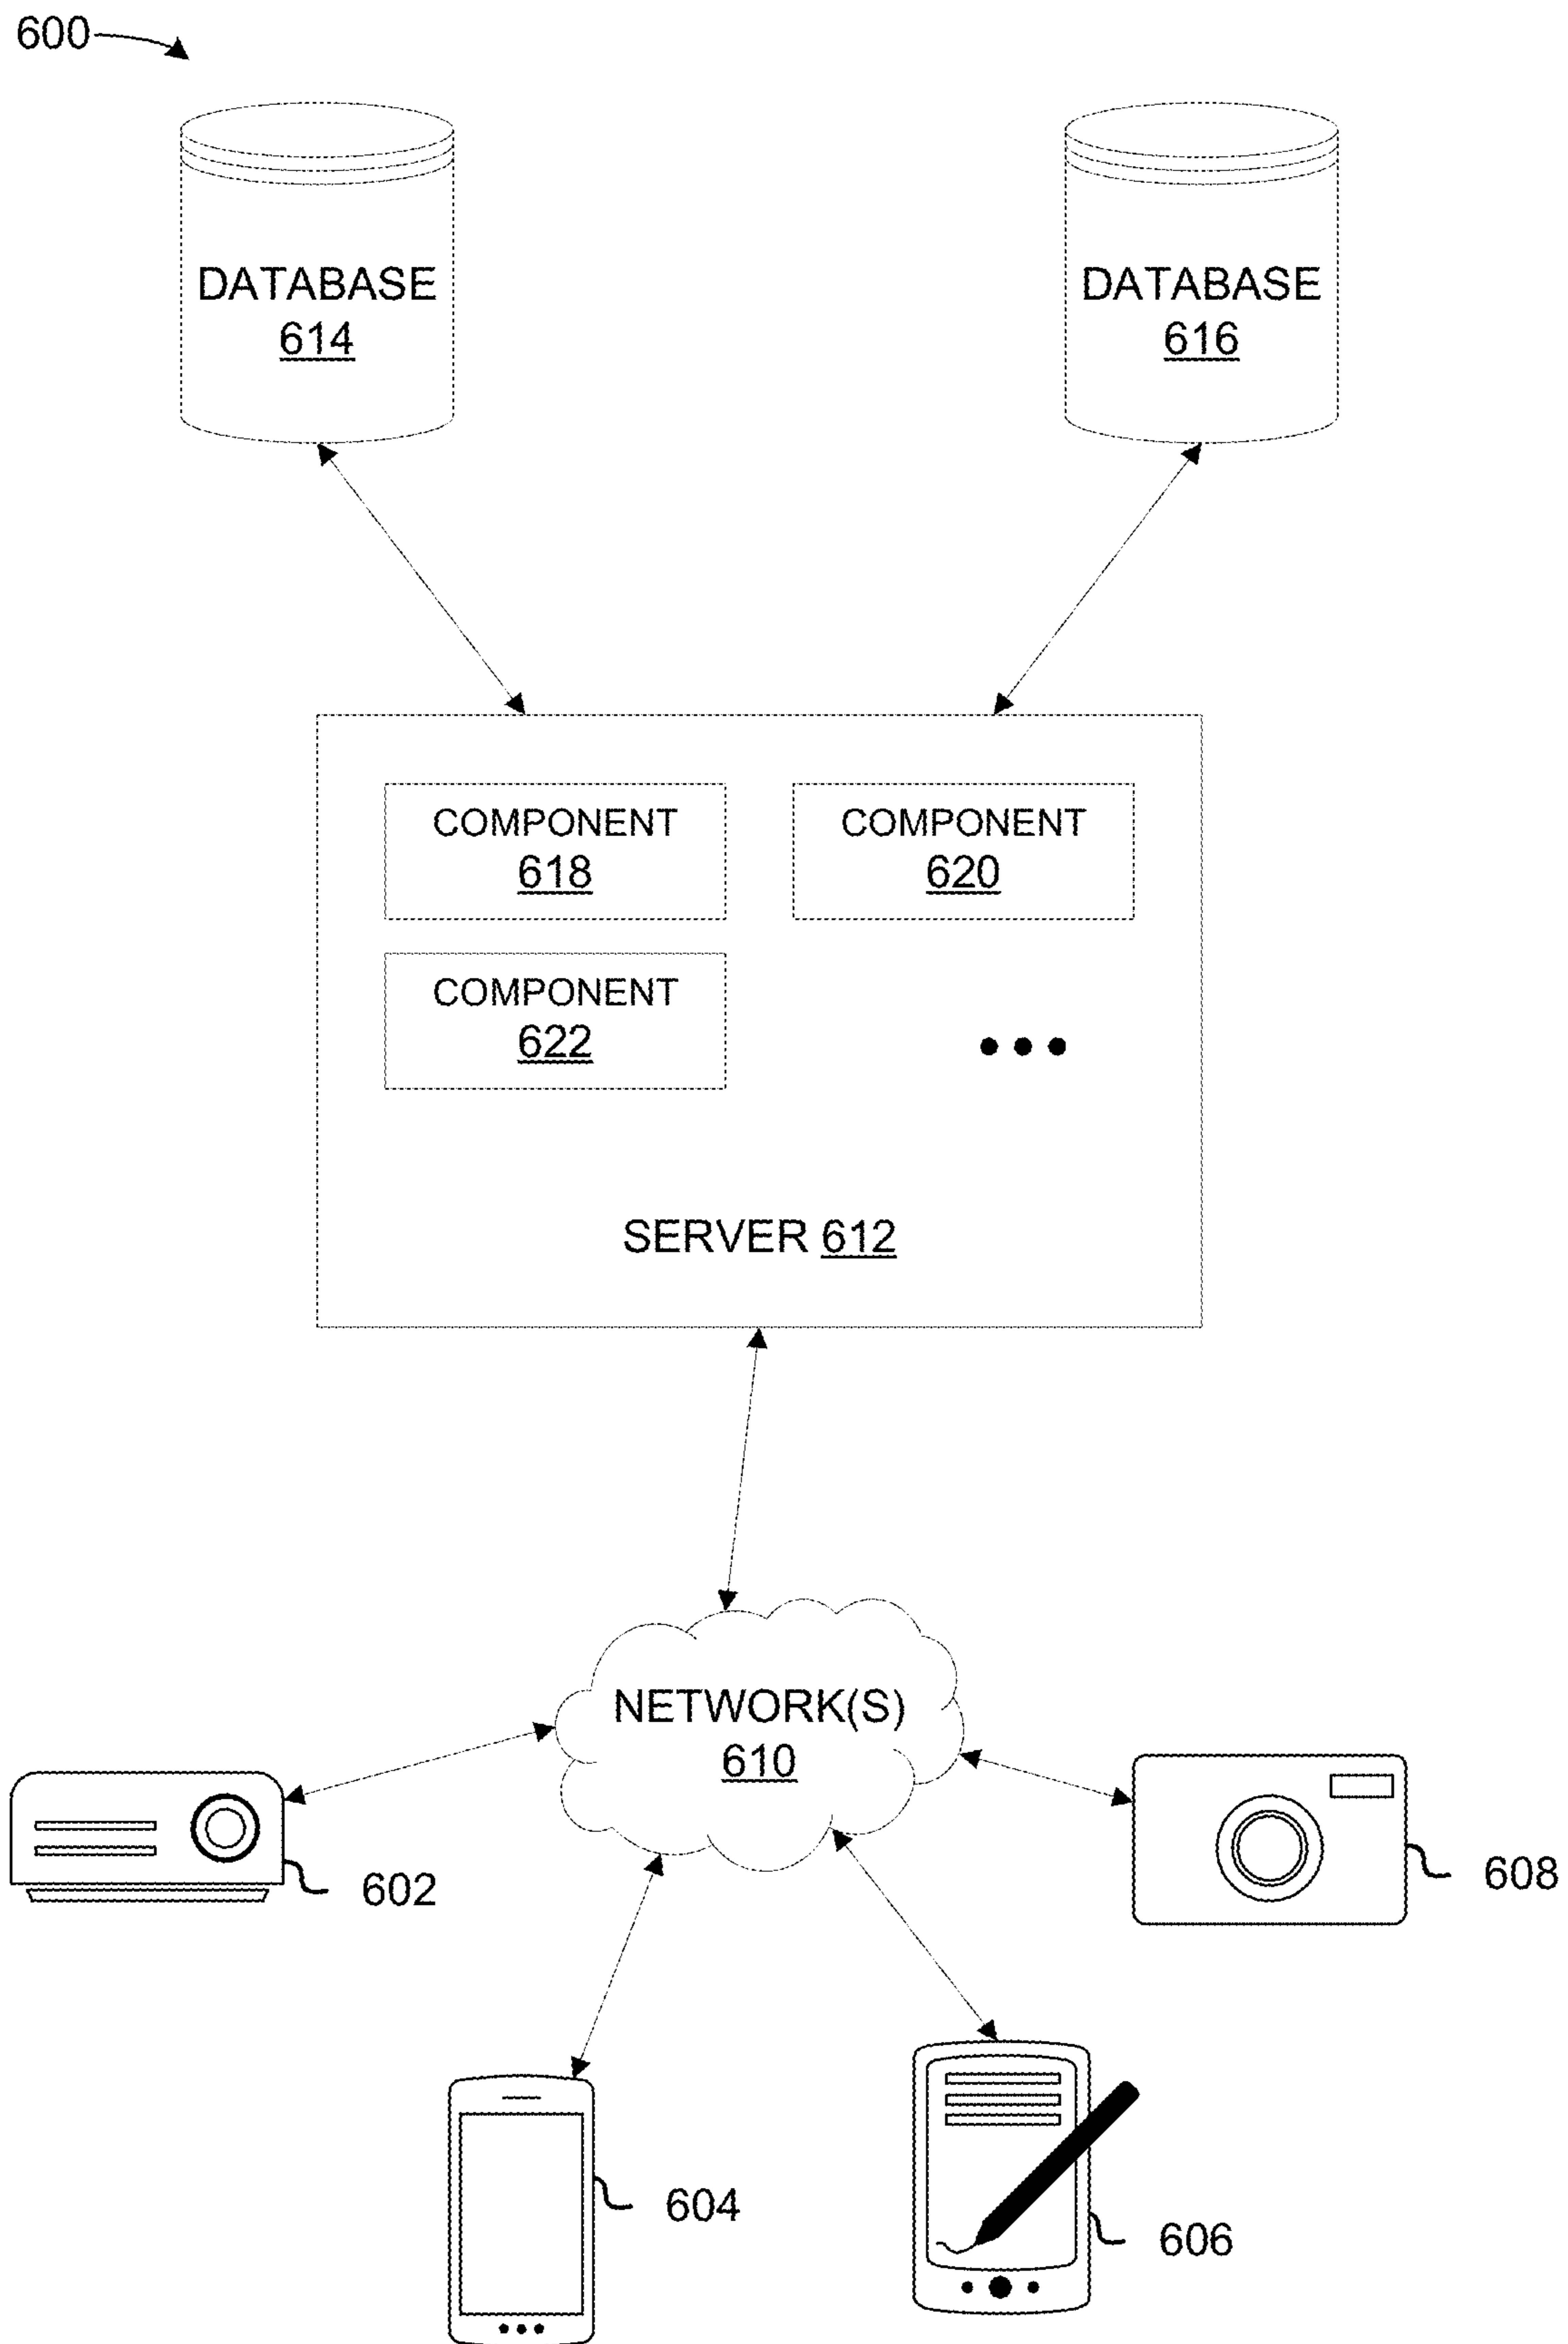 600
DATABASE
614
DATABASE
616
COMPONENT
618
COMPONENT
620
COMPONENT
622
SERVER 612
NETWORK(S)
610
602
608
604
606